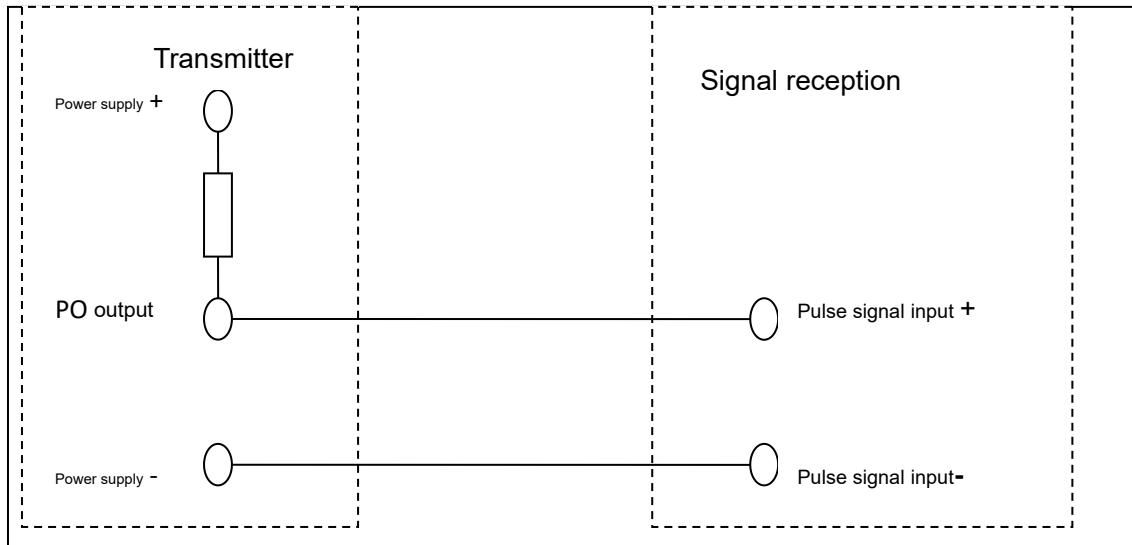 Transmitter
Signal reception
Power supply +
PO output
Pulse signal input +
Power supply -
Pulse signal input-